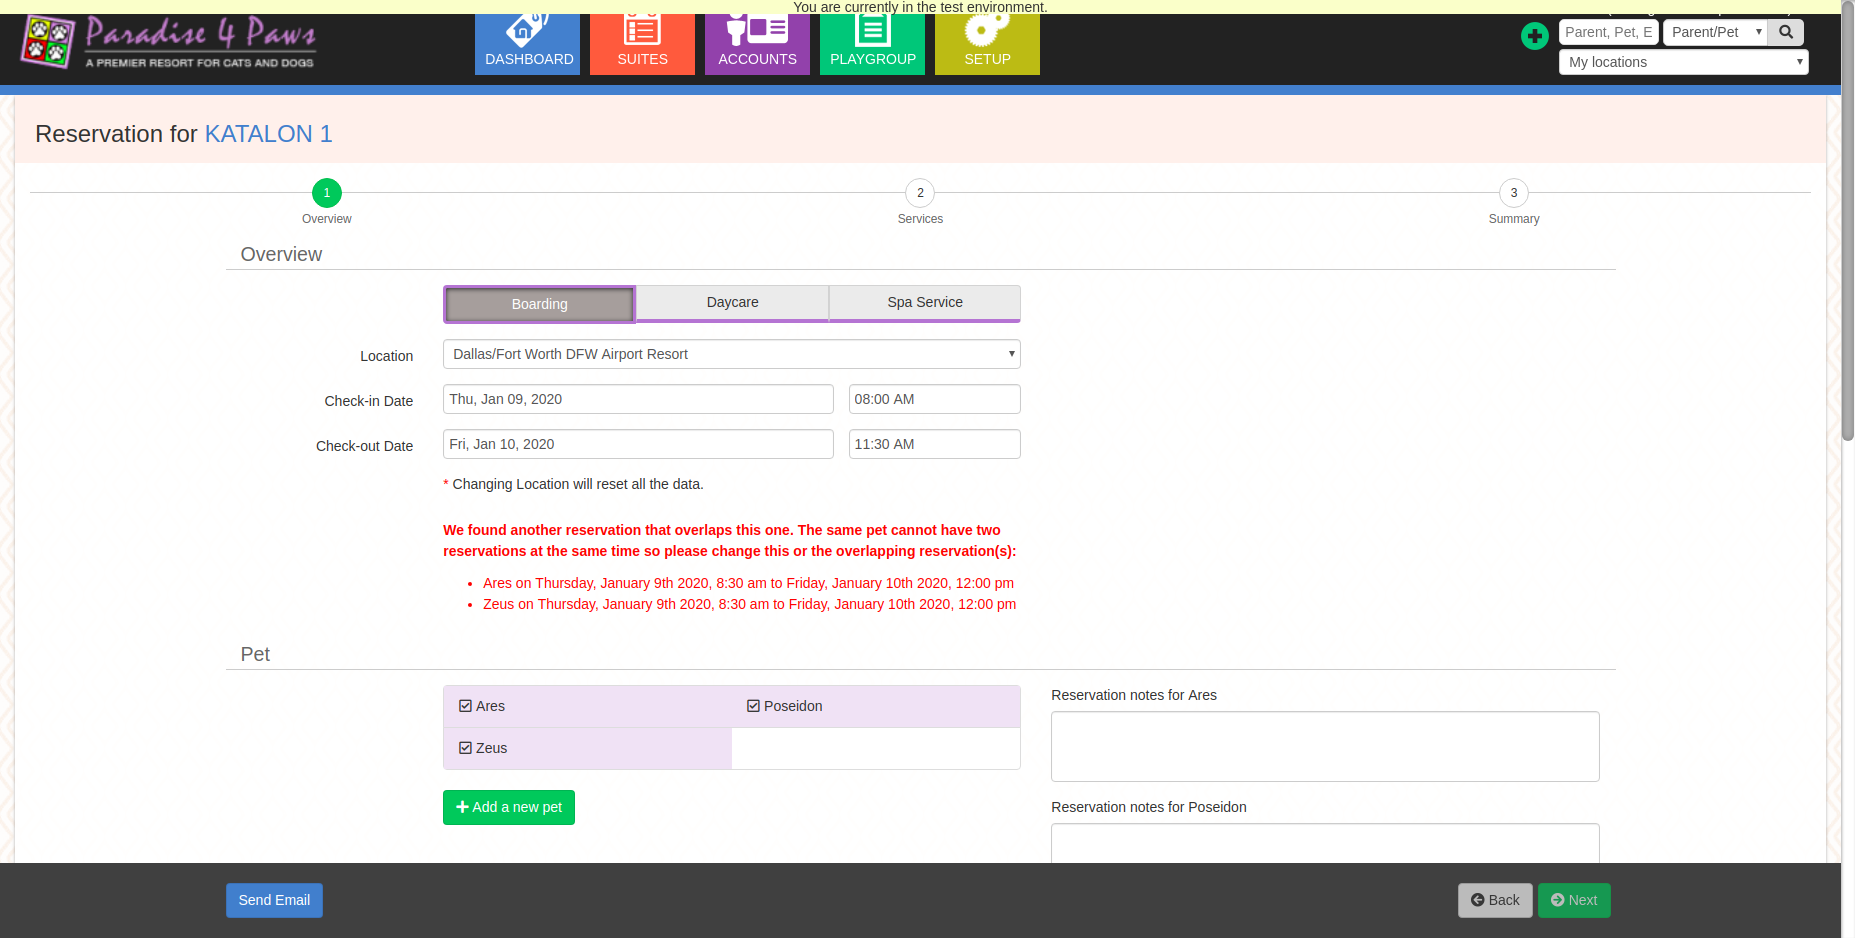 You are currently in the test environment.
Paradise 4 Paws
A PREMIER RESORT FOR CATS AND DOGS
DASHBOARD
SUITES
ACCOUNTS
PLAYGROUP
SETUP
Parent, Pet, E
Parent/Pet
My locations
Reservation for KATALON 1
1
2
3
Overview
Services
Summary
Overview
Boarding
Daycare
Spa Service
Location
Dallas/Fort Worth DFW Airport Resort
Check-in Date
Thu, Jan 09, 2020
08:00 AM
Check-out Date
Fri, Jan 10, 2020
11:30 AM
* Changing Location will reset all the data.
We found another reservation that overlaps this one. The same pet cannot have two
reservations at the same time so please change this or the overlapping reservation(s):
• Ares on Thursday, January 9th 2020, 8:30 am to Friday, January 10th 2020, 12:00 pm
• Zeus on Thursday, January 9th 2020, 8:30 am to Friday, January 10th 2020, 12:00 pm
Pet
Ares
Poseidon
Zeus
Add a new pet
Reservation notes for Ares
Reservation notes for Poseidon
Send Email
Back
Next